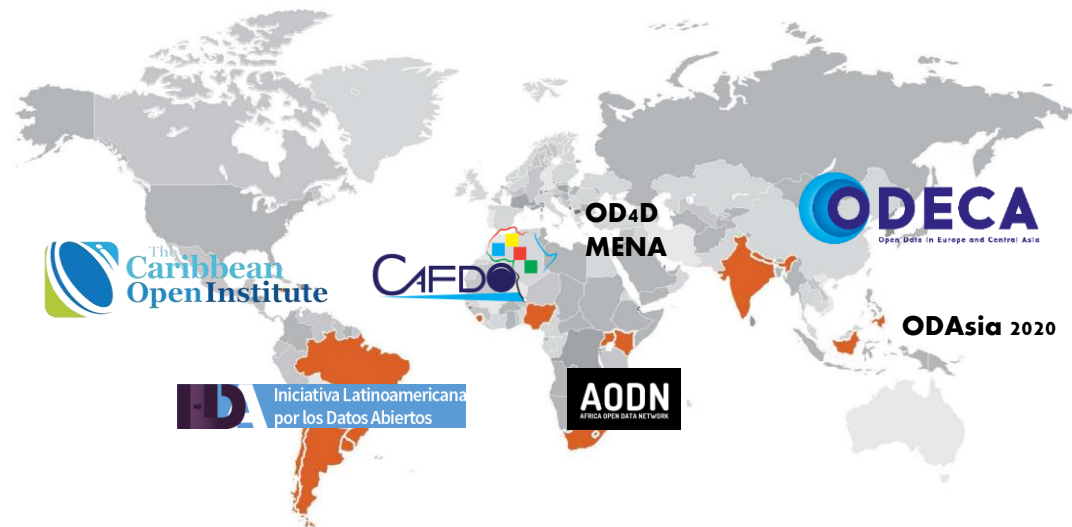 OD4D
MENA
ODECA
Open Data in Europe and Central Asia
The
Caribbean
Open Institute
CAFDO
ODAsia 2020
Iniciativa Latinoamericana
por los Datos Abiertos
AODN
AFRICA OPEN DATA NETWORK